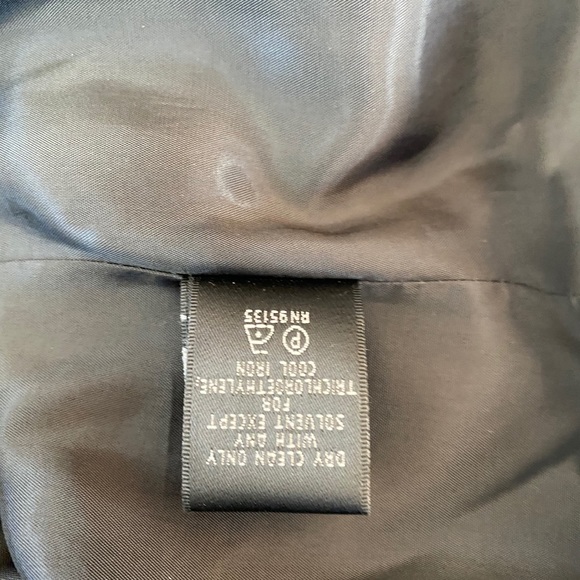 DRY CLEAN ONLY
WITH ANY
SOLVENT EXCEPT
FOR
TRICHLOROETHYLENE,
COOL IRON
P
RN95135